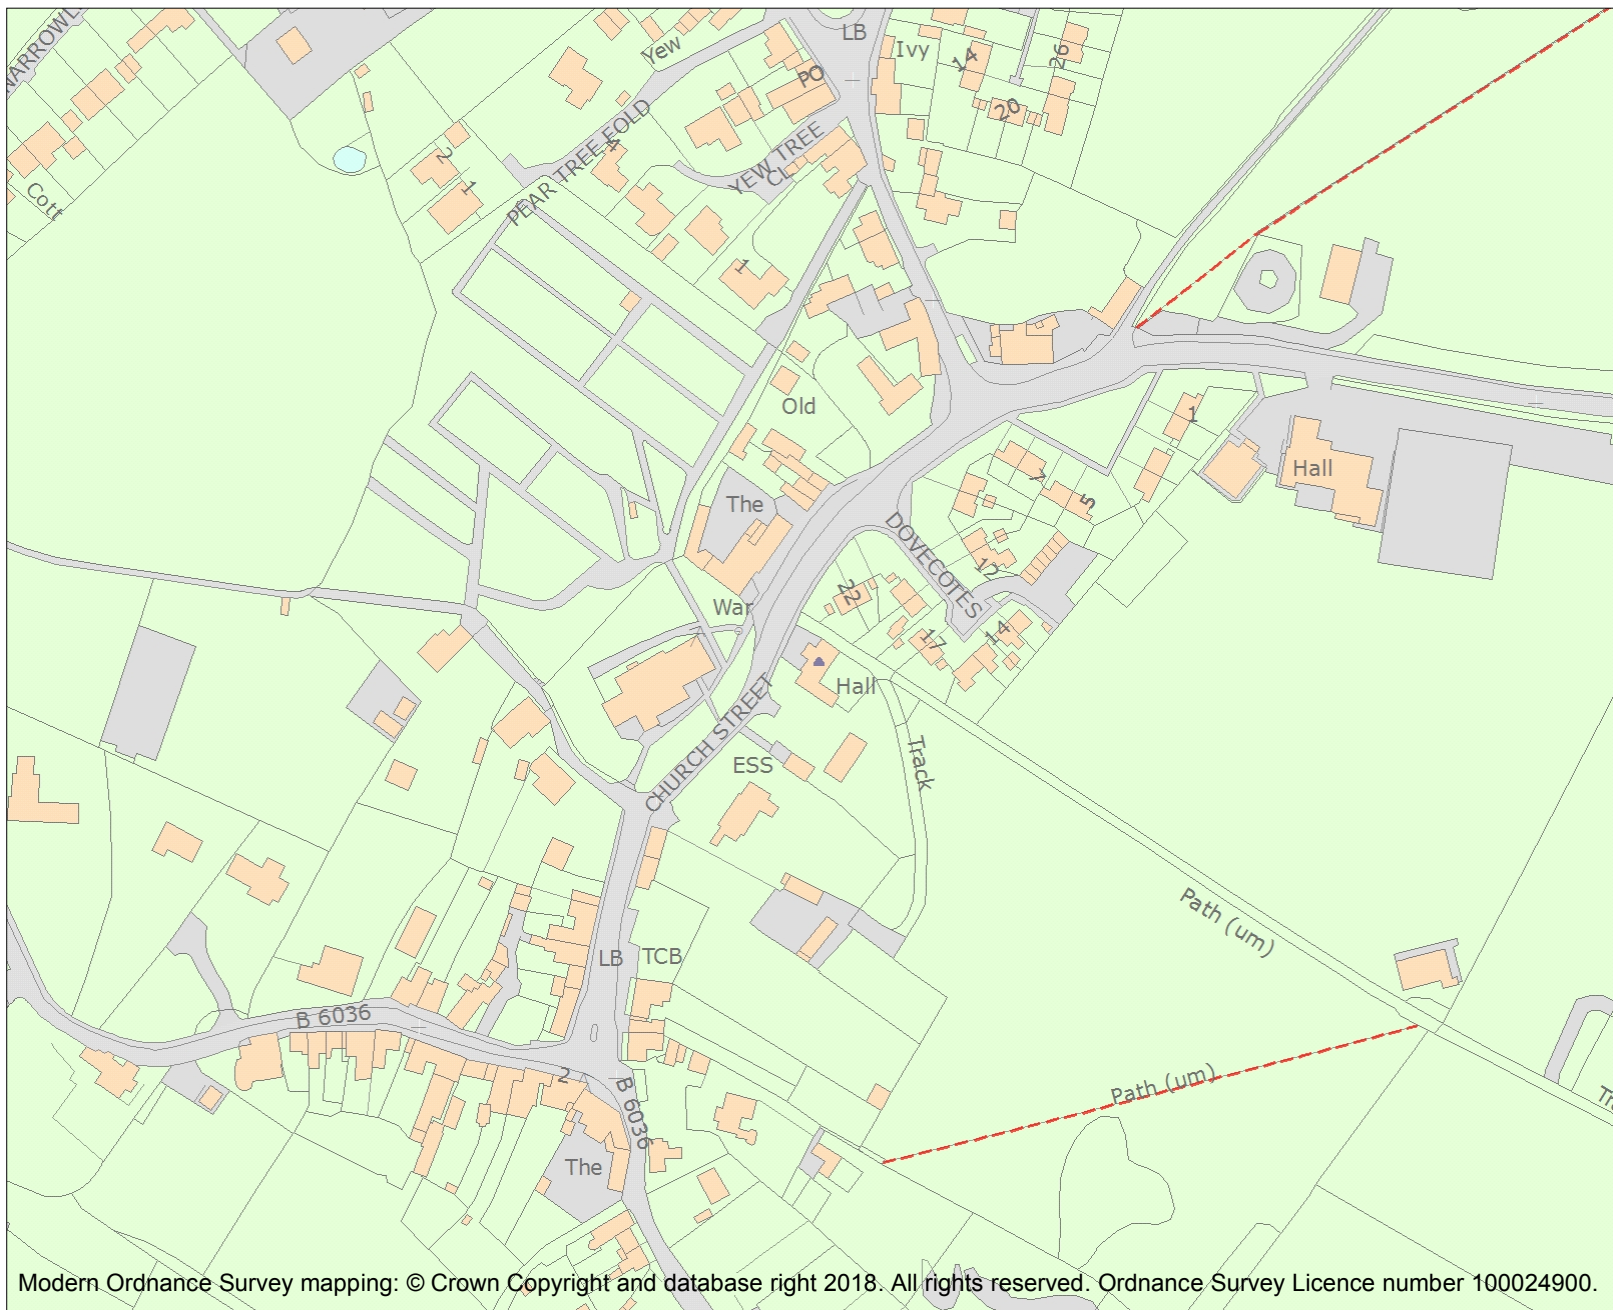 NARROWL
Yew
LB
Ivy
14
26
20
PO
PEAR TREE FOLD
4
YEW TREE
CL
2
1
Cott
1
Old
The
War
1
Hall
7
5
DOVECOTES
12
22
17
14
Hall
CHURCH STREET
ESS
Track
Path (um)
LB
TCB
B 6036
2
B 6036
The
Path (um)
Modern Ordnance Survey mapping: © Crown Copyright and database right 2018. All rights reserved. Ordnance Survey Licence number 100024900.